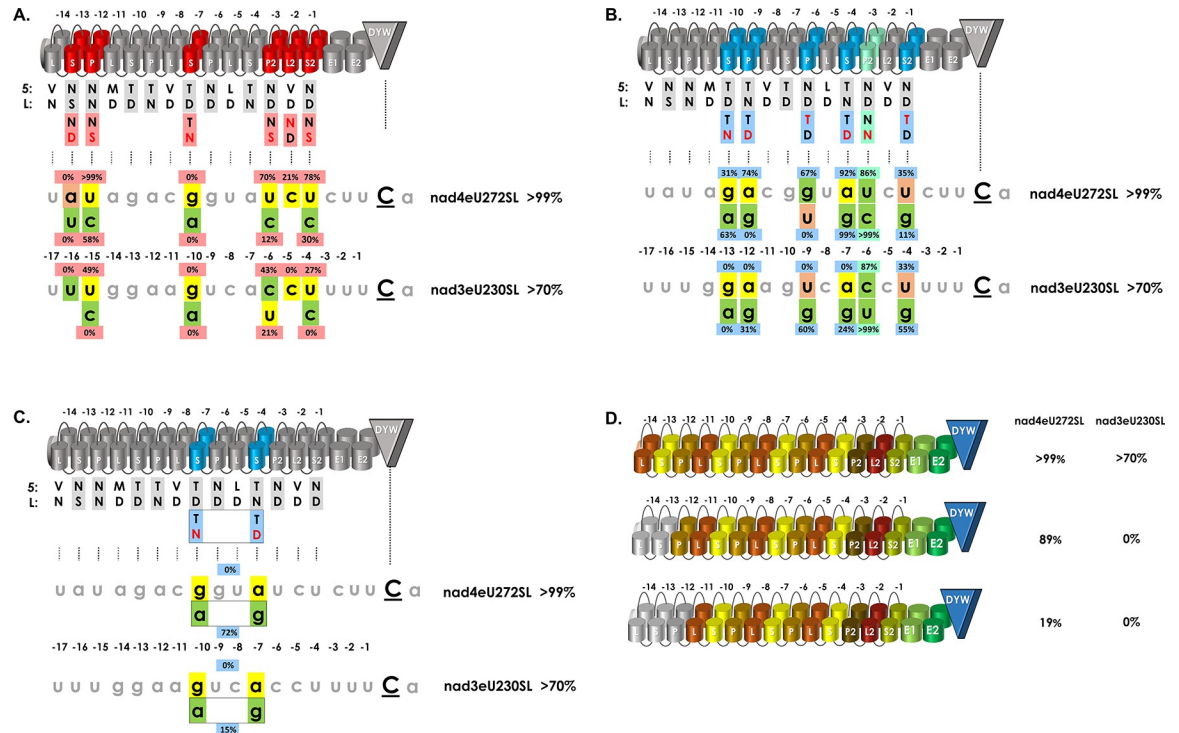 A.
-14 -13 -12 -11 -10 -9 -8 -7 -6 -5 -4 -3 -2 -1
DYW
L S P L S P L S P L S P2 L2 S2 E1 E2
5: V N N M T T V T N L T N V N
L: N S N D D N D D D D N D D D
N N T N N N
D S N S D S
0% >99% 0% 70% 21% 78%
u a u a g a c g g u a u c u c u u C a nad4eU272SL >99%
u c a c c
0% 58% 0% 12% 30%
-17 -16 -15 -14 -13 -12 -11 -10 -9 -8 -7 -6 -5 -4 -3 -2 -1
0% 49% 0% 43% 0% 27%
u u u g g a a g u c a c c u u u u C a nad3eU230SL >70%
c a u c
0% 0% 21% 0%
B.
-14 -13 -12 -11 -10 -9 -8 -7 -6 -5 -4 -3 -2 -1
DYW
L S P L S P L S P L S P2 L2 S2 E1 E2
5: V N N M T T V T N L T N V N
L: N S N D D N D D D D N D D D
T T T T D T
N D D D N D
31% 74% 67% 92% 86% 35%
u a u a g a c g g u a u c u c u u C a nad4eU272SL >99%
a g u g c g
63% 0% 0% 99% >99% 11%
-17 -16 -15 -14 -13 -12 -11 -10 -9 -8 -7 -6 -5 -4 -3 -2 -1
0% 0% 0% 87% 33%
u u u g g a a g u c a c c u u u u C a nad3eU230SL >70%
a g g g u g
0% 31% 60% 24% >99% 55%
C.
-14 -13 -12 -11 -10 -9 -8 -7 -6 -5 -4 -3 -2 -1
DYW
L S P L S P L S P L S P2 L2 S2 E1 E2
5: V N N M T T V T N L T N V N
L: N S N D D N D D D D N D D D
T T
N D
0%
u a u a g a c g g u a u c u c u u C a nad4eU272SL >99%
a g
72%
-17 -16 -15 -14 -13 -12 -11 -10 -9 -8 -7 -6 -5 -4 -3 -2 -1
0%
u u u g g a a g u c a c c u u u u C a nad3eU230SL >70%
a g
15%
D.
nad4eU272SL nad3eU230SL
-14 -13 -12 -11 -10 -9 -8 -7 -6 -5 -4 -3 -2 -1
DYW
L S P L S P L S P L S P2 L2 S2 E1 E2
>99% >70%
-14 -13 -12 -11 -10 -9 -8 -7 -6 -5 -4 -3 -2 -1
DYW
L S P L S P L S P L S P2 L2 S2 E1 E2
89% 0%
-14 -13 -12 -11 -10 -9 -8 -7 -6 -5 -4 -3 -2 -1
DYW
L S P L S P L S P L S P2 L2 S2 E1 E2
19% 0%